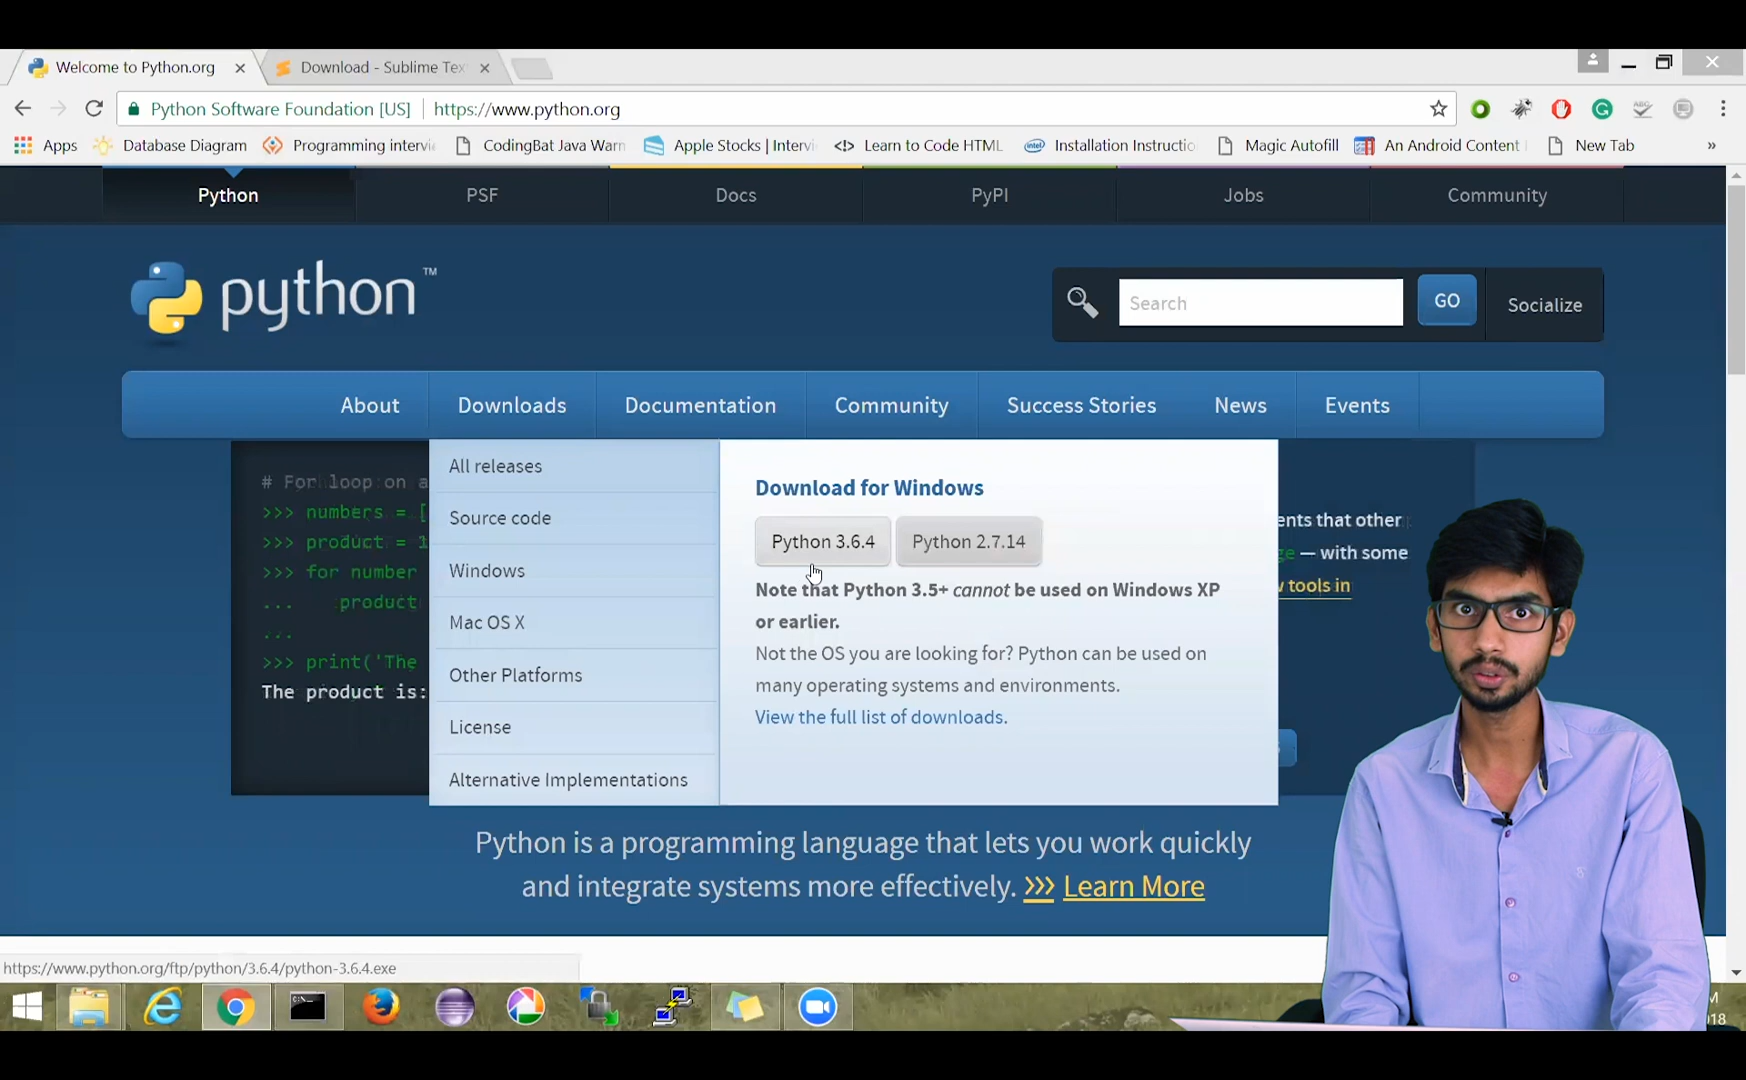 Welcome to Python.org
Download - Sublime Tex
Python Software Foundation [US]
https://www.python.org
ABC
Apps
Database Diagram
Programming intervi
CodingBat Java Warn
Apple Stocks | Intervi
Learn to Code HTML
Installation Instructio
Magic Autofill
An Android Content
New Tab
»
Python
PSF
Docs
PyPI
Jobs
Community
python™
Search
GO
Socialize
About
Downloads
Documentation
Community
Success Stories
News
Events
# For loop on a
>>> numbers = [
>>> product = 1
>>> for number
... product
...
>>> print('The
The product is:
All releases
Source code
Windows
Mac OS X
Other Platforms
License
Alternative Implementations
Download for Windows
Python 3.6.4
Python 2.7.14
Note that Python 3.5+ cannot be used on Windows XP
or earlier.
Not the OS you are looking for? Python can be used on
many operating systems and environments.
View the full list of downloads.
ents that other
— with some
tools in
Python is a programming language that lets you work quickly
and integrate systems more effectively. >>> Learn More
https://www.python.org/ftp/python/3.6.4/python-3.6.4.exe